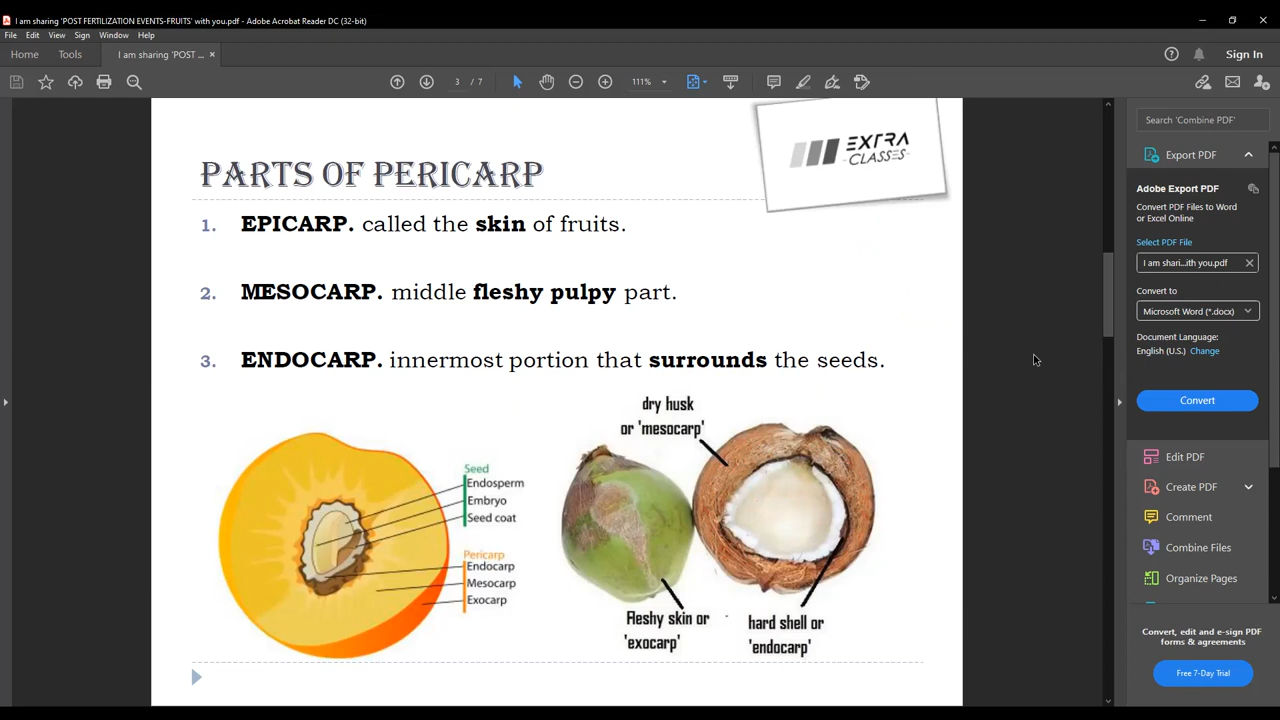 I am sharing 'POST FERTILIZATION EVENTS-FRUITS' with you.pdf - Adobe Acrobat Reader DC (32-bit)
File Edit View Sign Window Help
Home Tools I am sharing 'POST ... × Sign In
3 / 7 111%
EXTRA
CLASSES
PARTS OF PERICARP
1. EPICARP. called the skin of fruits.
2. MESOCARP. middle fleshy pulpy part.
3. ENDOCARP. innermost portion that surrounds the seeds.
Seed
Endosperm
Embryo
Seed coat
Pericarp
Endocarp
Mesocarp
Exocarp
dry husk
or 'mesocarp'
fleshy skin or
'exocarp'
hard shell or
'endocarp'
Search 'Combine PDF'
Export PDF
Adobe Export PDF
Convert PDF Files to Word
or Excel Online
Select PDF File
I am shari...ith you.pdf
Convert to
Microsoft Word (*.docx)
Document Language:
English (U.S.) Change
Convert
Edit PDF
Create PDF
Comment
Combine Files
Organize Pages
Convert, edit and e-sign PDF
forms & agreements
Free 7-Day Trial